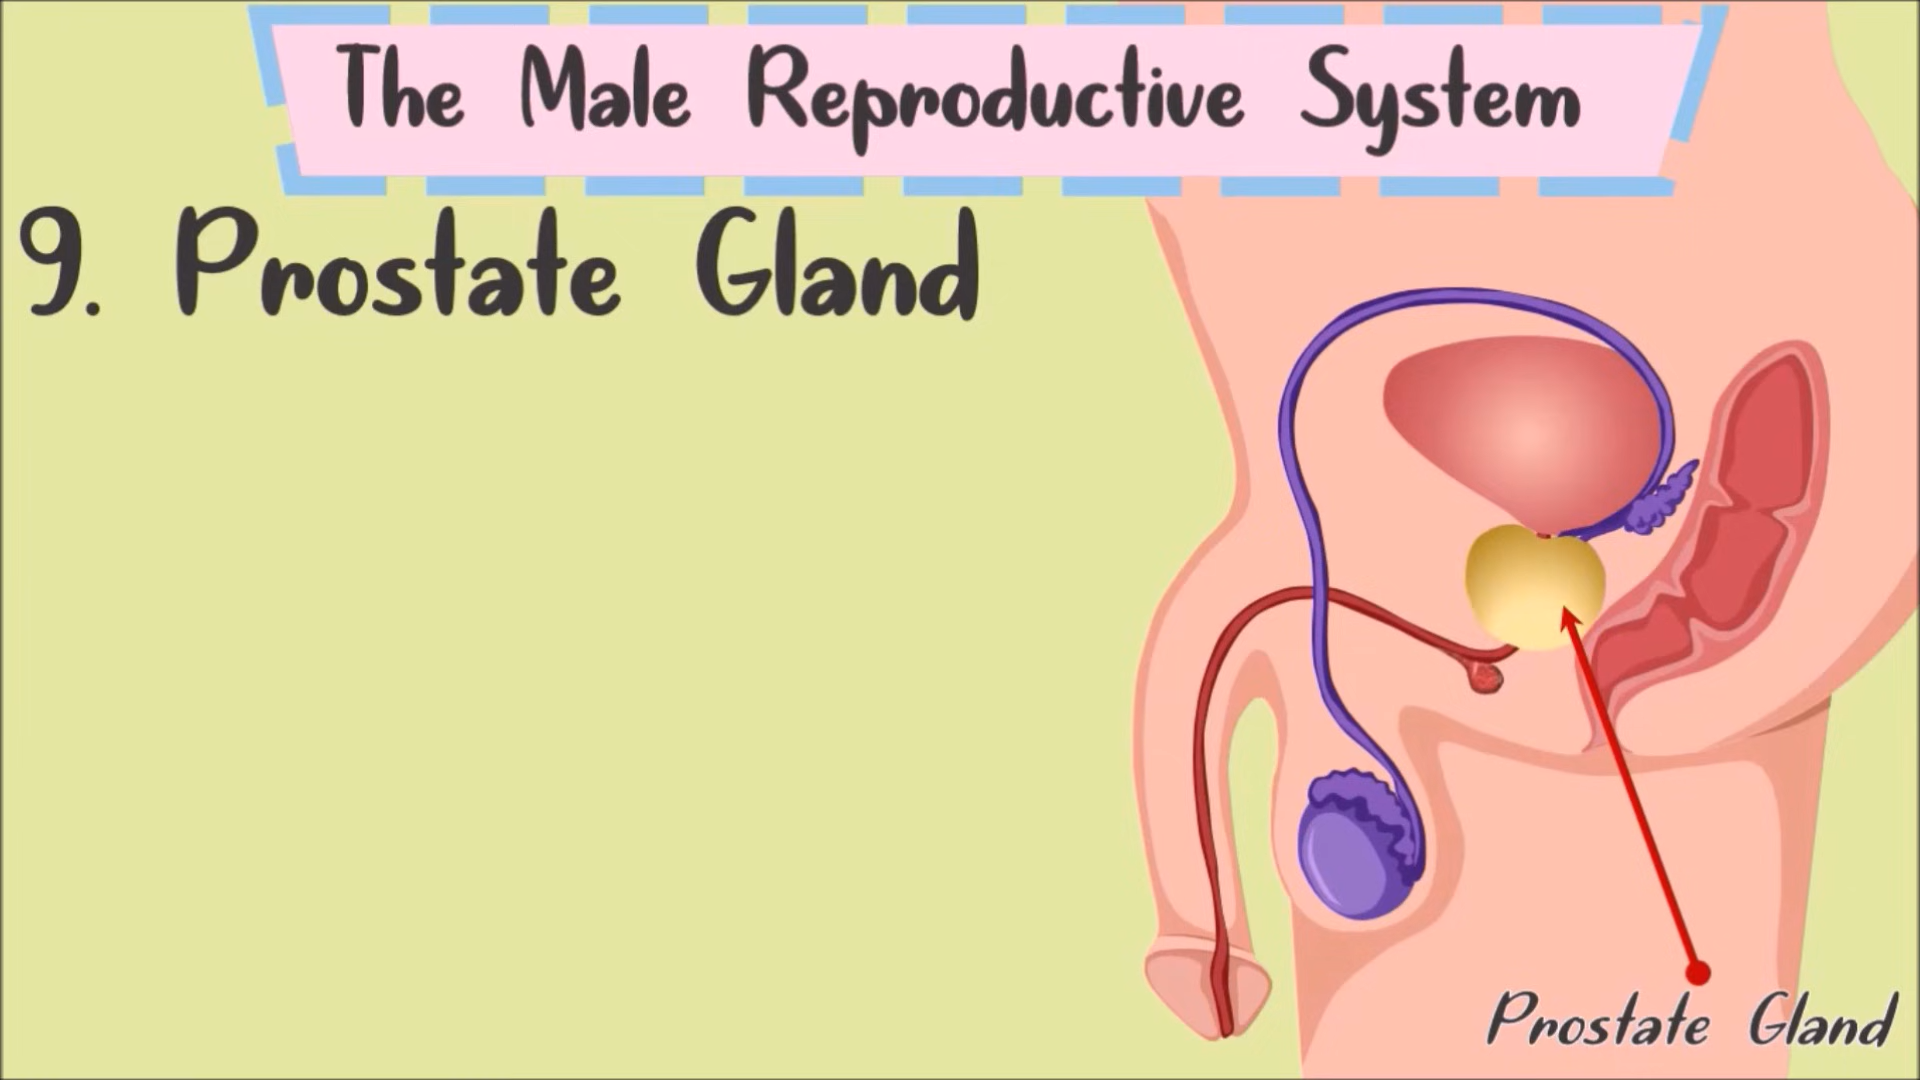 The Male Reproductive System
9. Prostate Gland
Prostate Gland